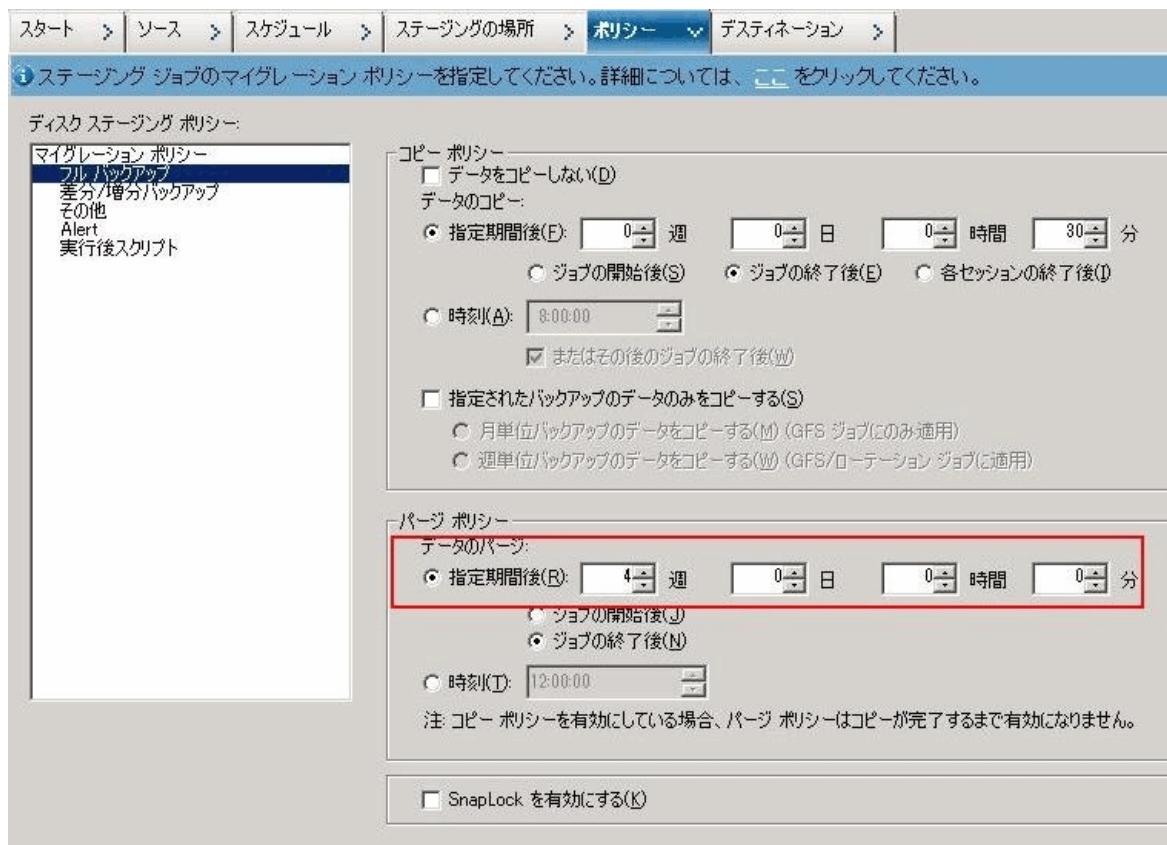 スタート ソース スケジュール ステージングの場所 ポリシー デスティネーション
ステージング ジョブのマイグレーション ポリシーを指定してください。詳細については、 ここ をクリックしてください。
ディスク ステージング ポリシー:
マイグレーション ポリシー
フル バックアップ
差分/増分バックアップ
その他
Alert
実行後スクリプト
コピー ポリシー
データをコピーしない(D)
データのコピー:
指定期間後(F): 0 週 0 日 0 時間 30 分
ジョブの開始後(S) ジョブの終了後(E) 各セッションの終了後(I)
時刻(A): 8:00:00
またはその後のジョブの終了後(W)
指定されたバックアップのデータのみをコピーする(S)
月単位バックアップのデータをコピーする(M) (GFS ジョブにのみ適用)
週単位バックアップのデータをコピーする(W) (GFS/ローテーション ジョブに適用)
パージ ポリシー
データのパージ:
指定期間後(R): 4 週 0 日 0 時間 0 分
ジョブの開始後(J)
ジョブの終了後(N)
時刻(T): 12:00:00
注: コピー ポリシーを有効にしている場合、パージ ポリシーはコピーが完了するまで有効になりません。
SnapLock を有効にする(K)